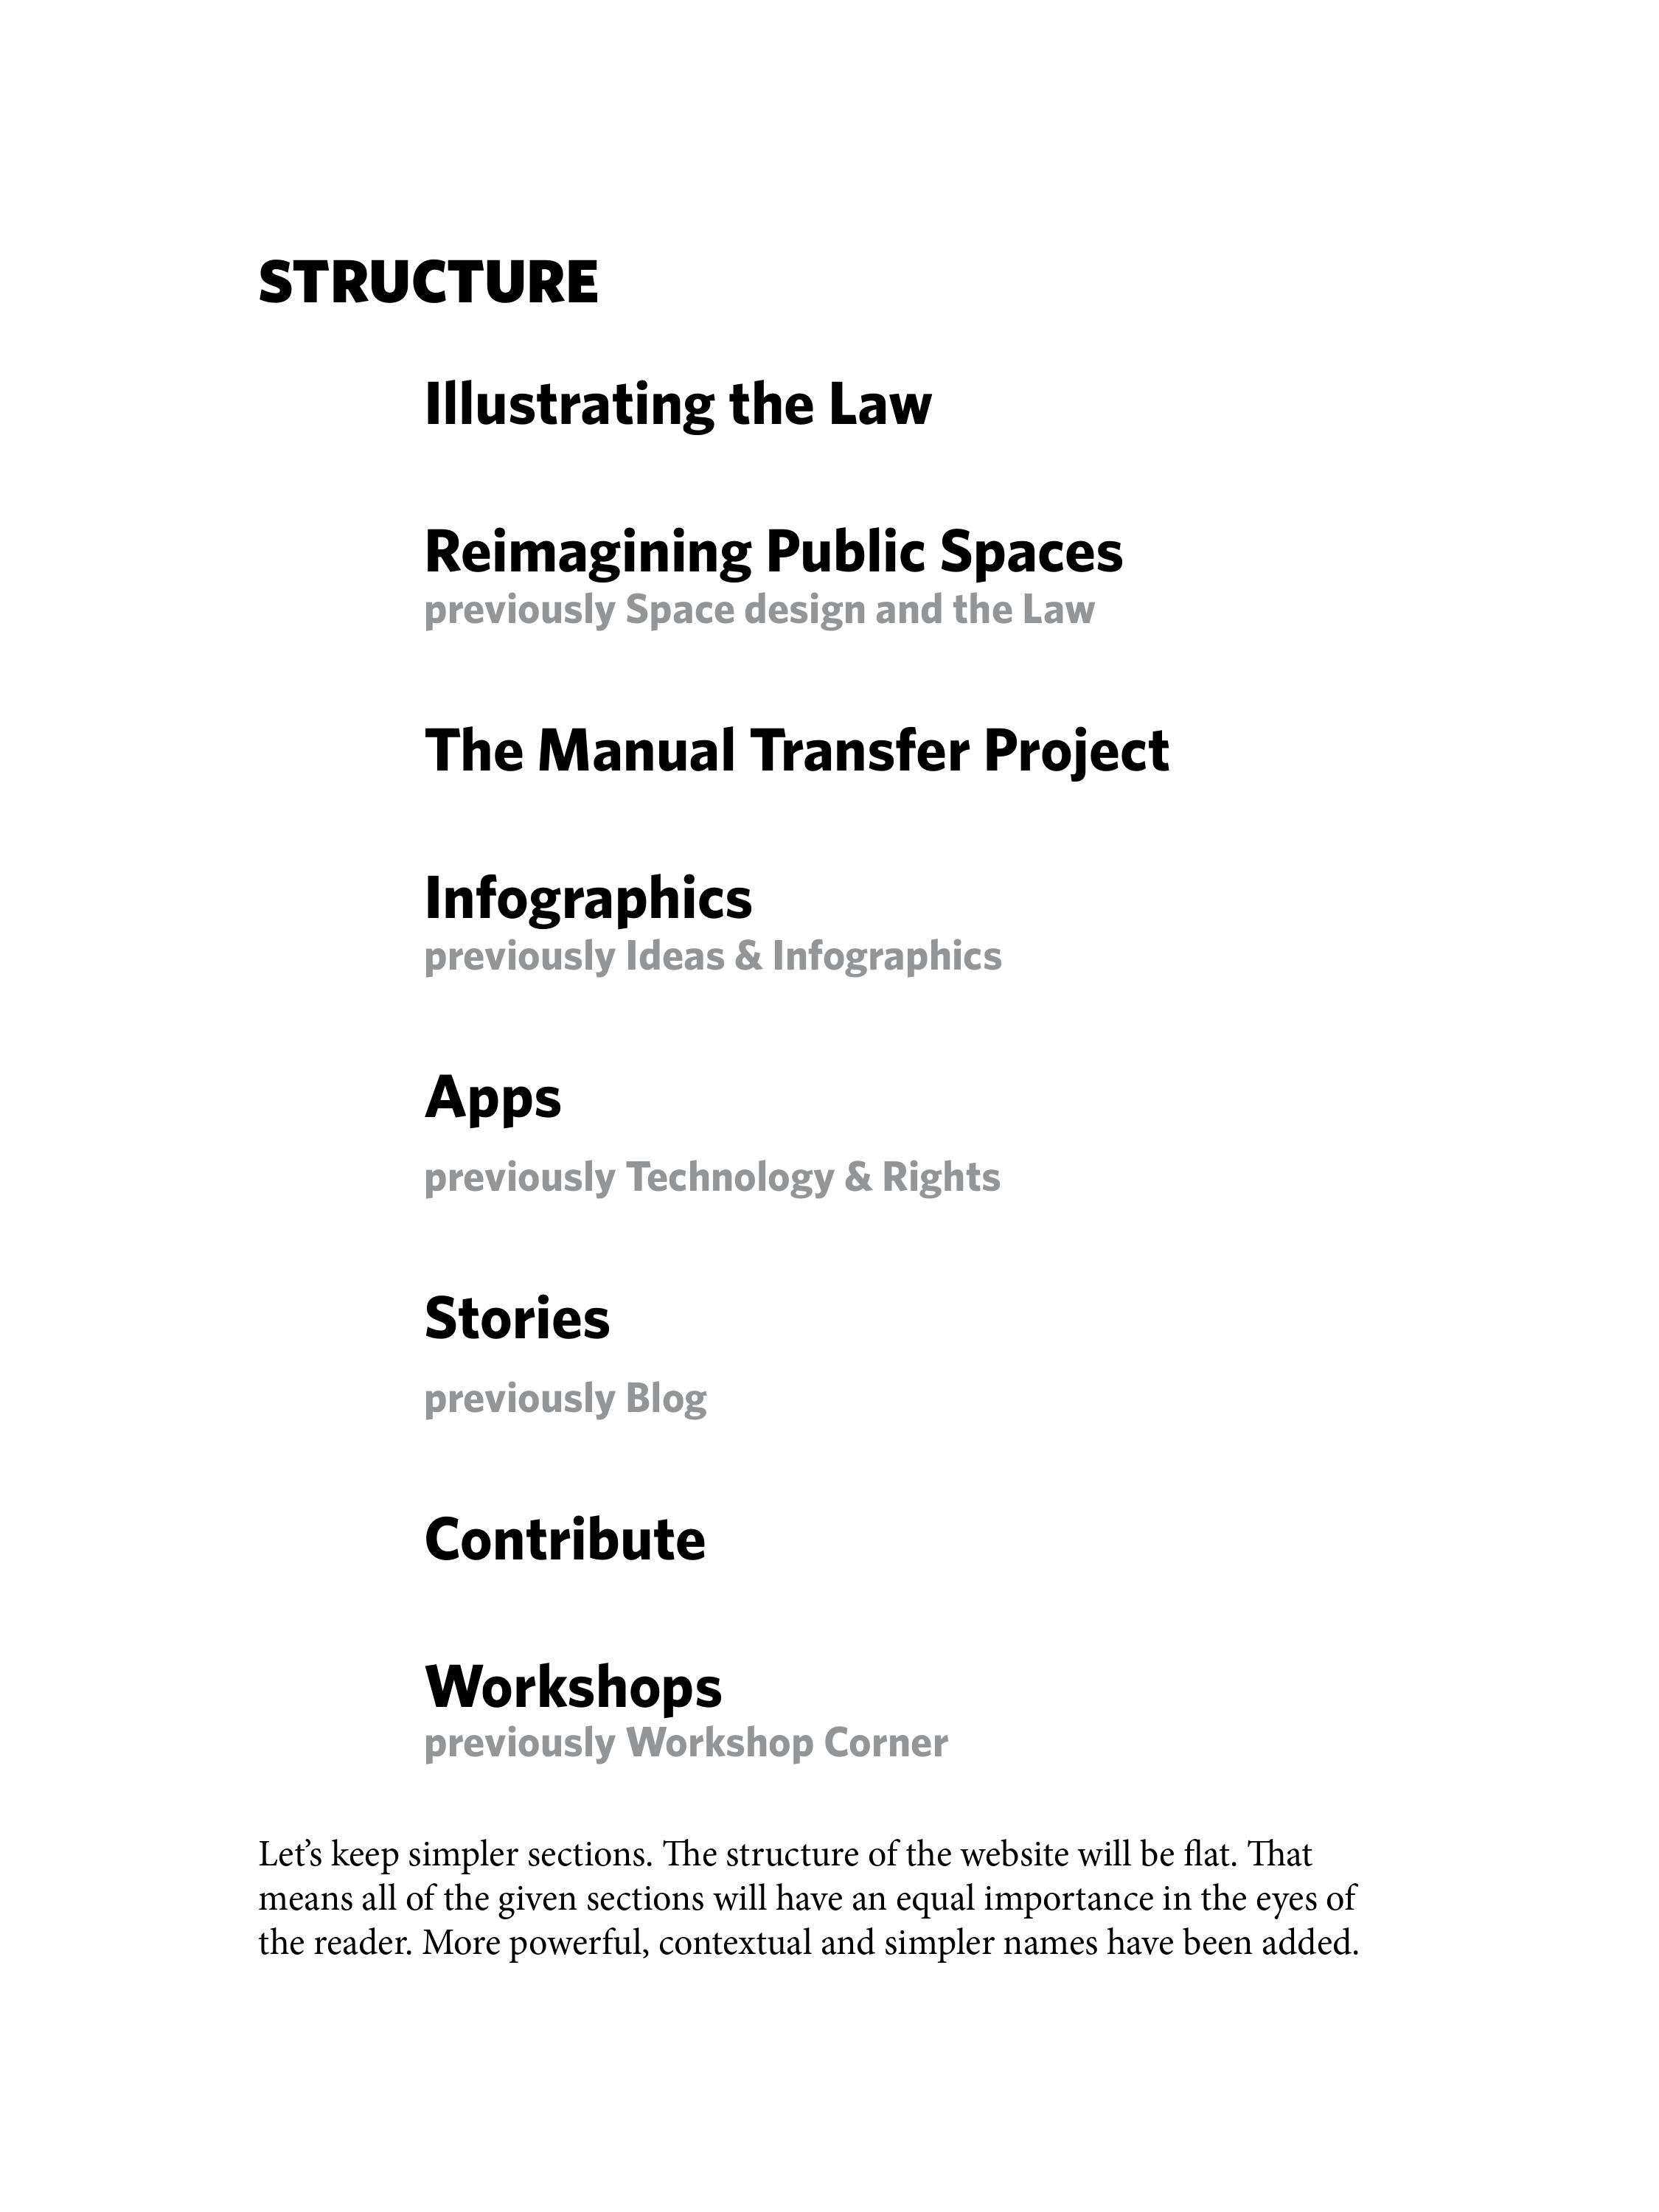 STRUCTURE
Illustrating the Law
Reimagining Public Spaces
previously Space design and the Law
The Manual Transfer Project
Infographics
previously Ideas & Infographics
Apps
previously Technology & Rights
Stories
previously Blog
Contribute
Workshops
previously Workshop Corner
Let’s keep simpler sections. The structure of the website will be flat. That
means all of the given sections will have an equal importance in the eyes of
the reader. More powerful, contextual and simpler names have been added.